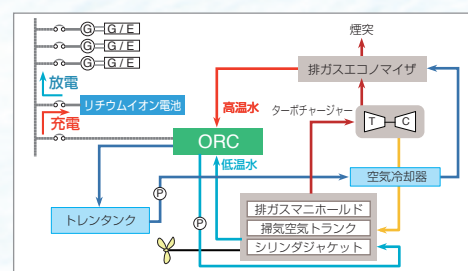 煙突
G G/E
G G/E
G G/E
排ガスエコノマイザ
放電
ターボチャージャー
リチウムイオン電池
高温水
T C
充電
ORC
低温水
空気冷却器
P
トレンタンク
P
排ガスマニホールド
掃気空気トランク
シリンダジャケット